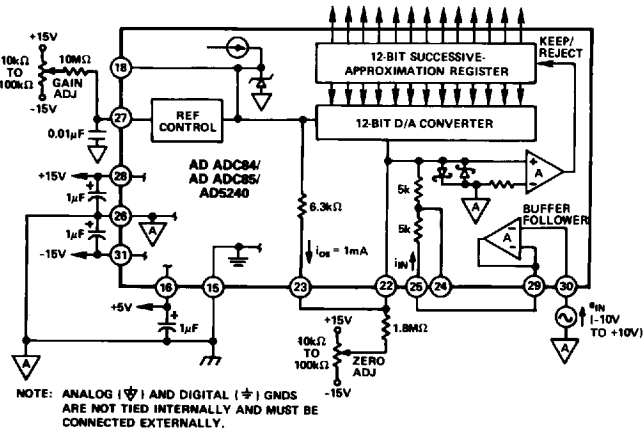 +15V
10kΩ
TO
100kΩ
-15V
10MΩ
GAIN
ADJ
0.01μF
18
27
REF
CONTROL
12-BIT SUCCESSIVE-
APPROXIMATION REGISTER
12-BIT D/A CONVERTER
KEEP/
REJECT
AD ADC84/
AD ADC85/
AD5240
+15V
28
1μF
26
A
1μF
-15V
31
6.3kΩ
iOS = 1mA
5k
5k
iIN
A
A
BUFFER
FOLLOWER
A
16
15
23
22
25
24
29
30
+5V
1μF
A
+15V
10kΩ
TO
100kΩ
-15V
1.8MΩ
ZERO
ADJ
eIN
(-10V
TO +10V)
A
A
A
A
NOTE: ANALOG (A) AND DIGITAL (⏚) GNDS
ARE NOT TIED INTERNALLY AND MUST BE
CONNECTED EXTERNALLY.